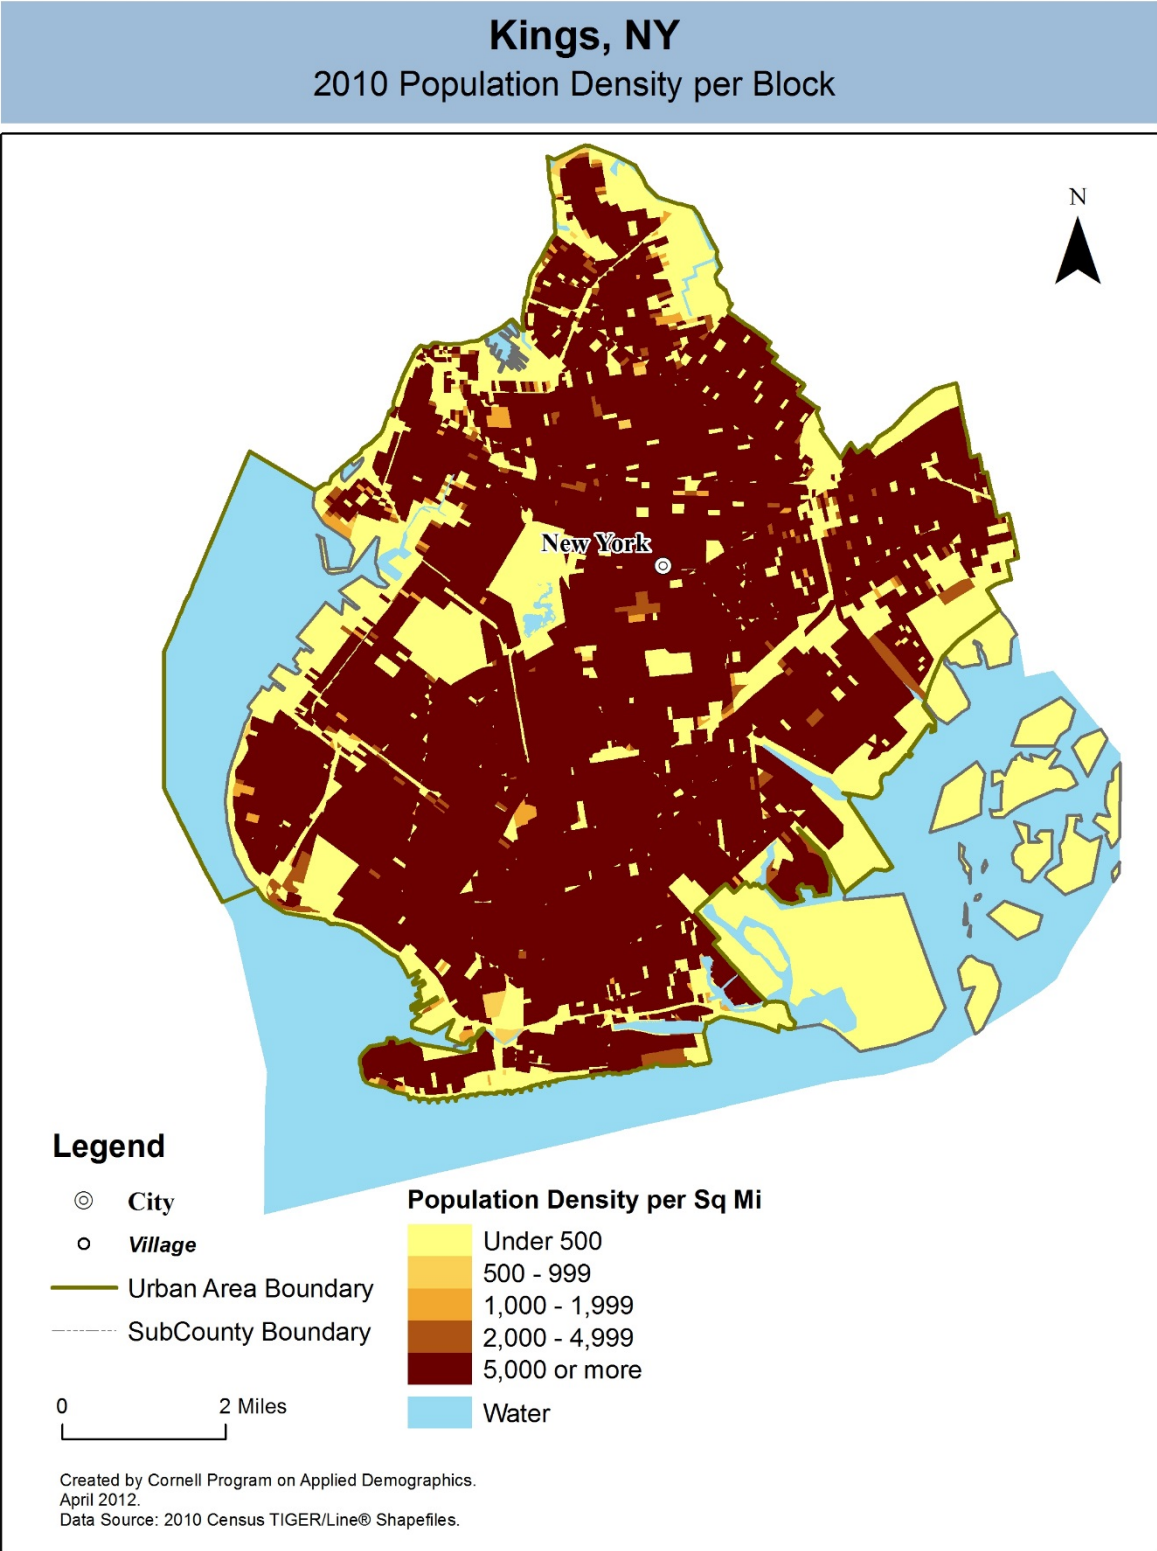 Kings, NY
2010 Population Density per Block
N
New York
Legend
City
Village
Urban Area Boundary
SubCounty Boundary
0 2 Miles
Population Density per Sq Mi
Under 500
500 - 999
1,000 - 1,999
2,000 - 4,999
5,000 or more
Water
Created by Cornell Program on Applied Demographics.
April 2012.
Data Source: 2010 Census TIGER/Line® Shapefiles.